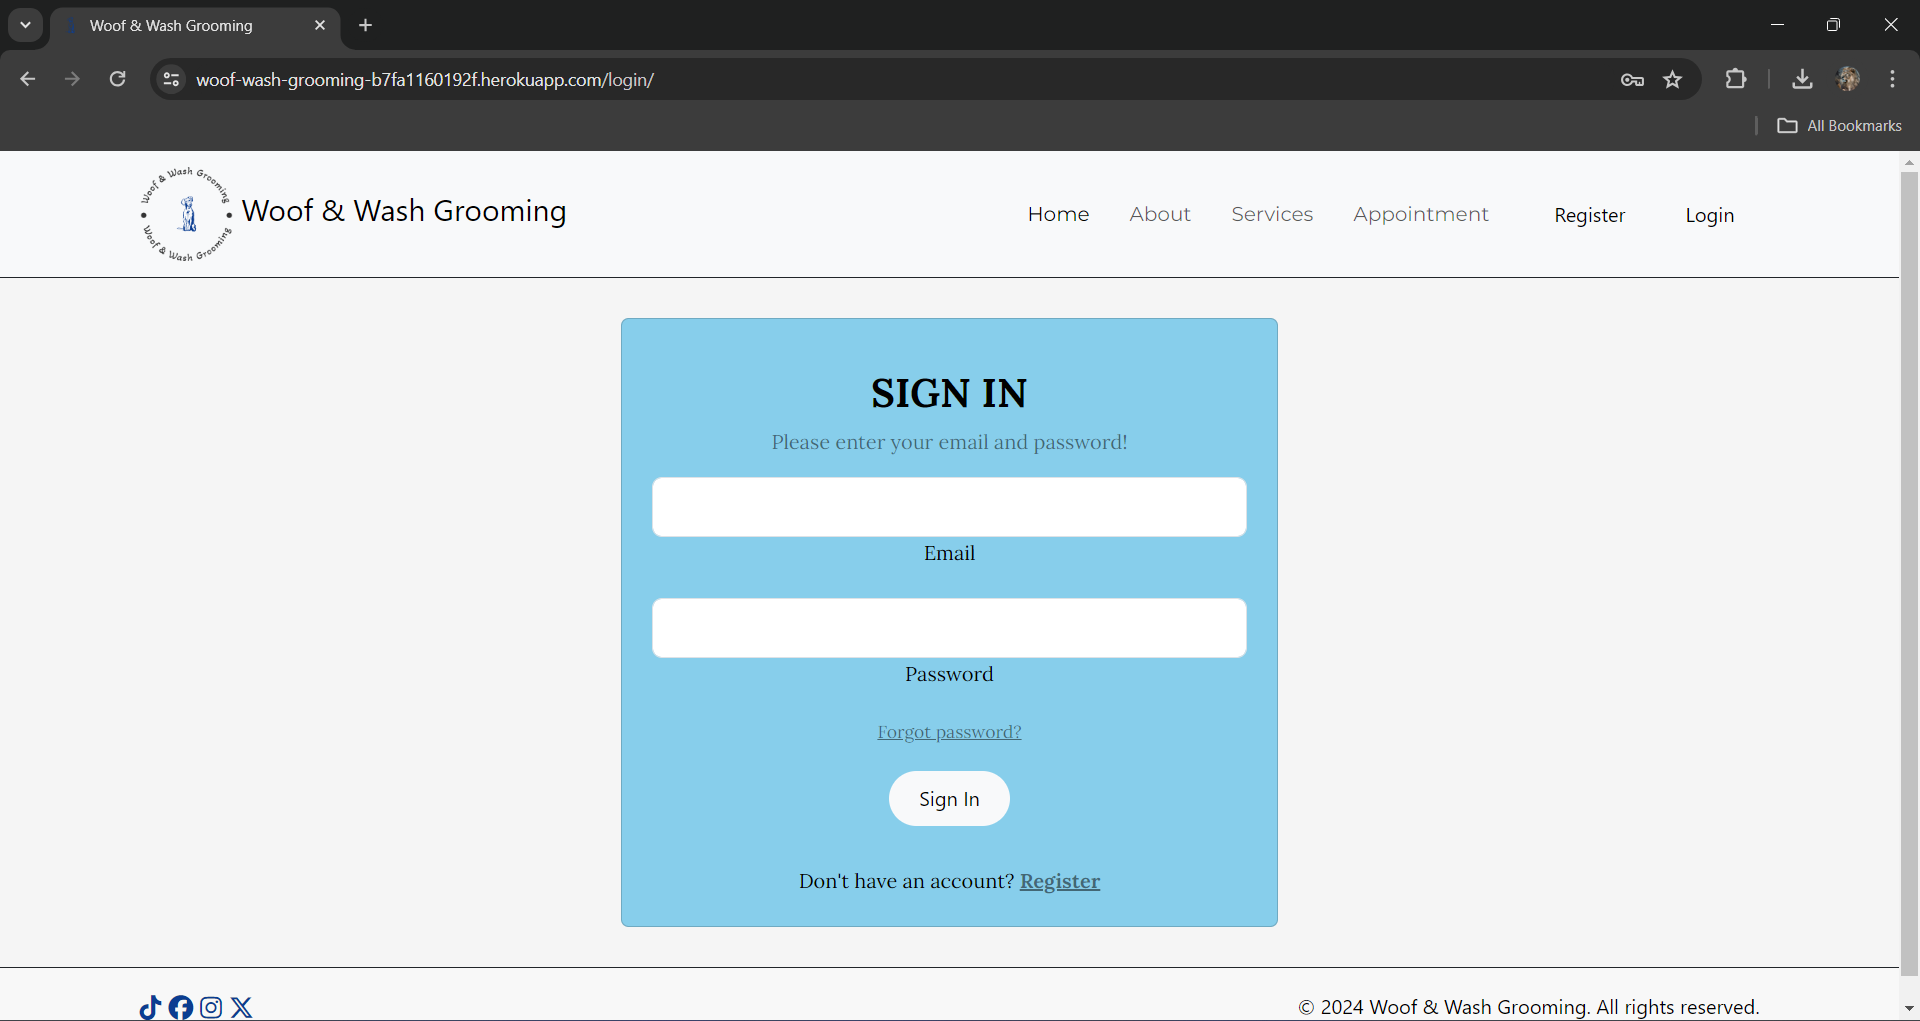 Woof & Wash Grooming
woof-wash-grooming-b7fa1160192f.herokuapp.com/login/
All Bookmarks
Woof & Wash Grooming
Woof & Wash Grooming
Woof & Wash Grooming
Home About Services Appointment Register Login
SIGN IN
Please enter your email and password!
Email
Password
Forgot password?
Sign In
Don't have an account? Register
© 2024 Woof & Wash Grooming. All rights reserved.